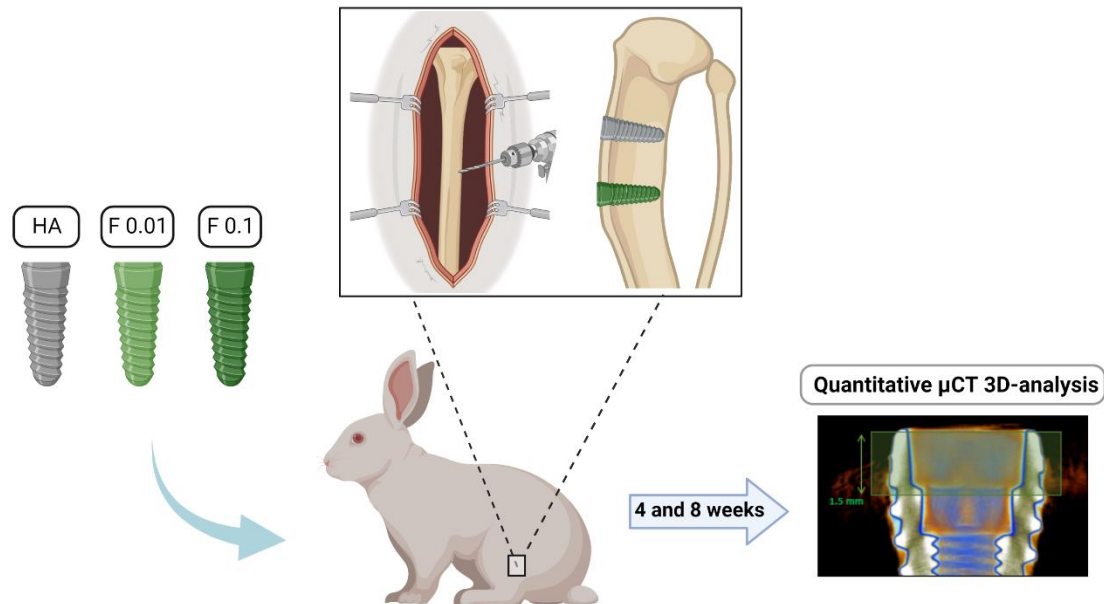 HA
F 0.01
F 0.1
4 and 8 weeks
Quantitative µCT 3D-analysis
1.5 mm